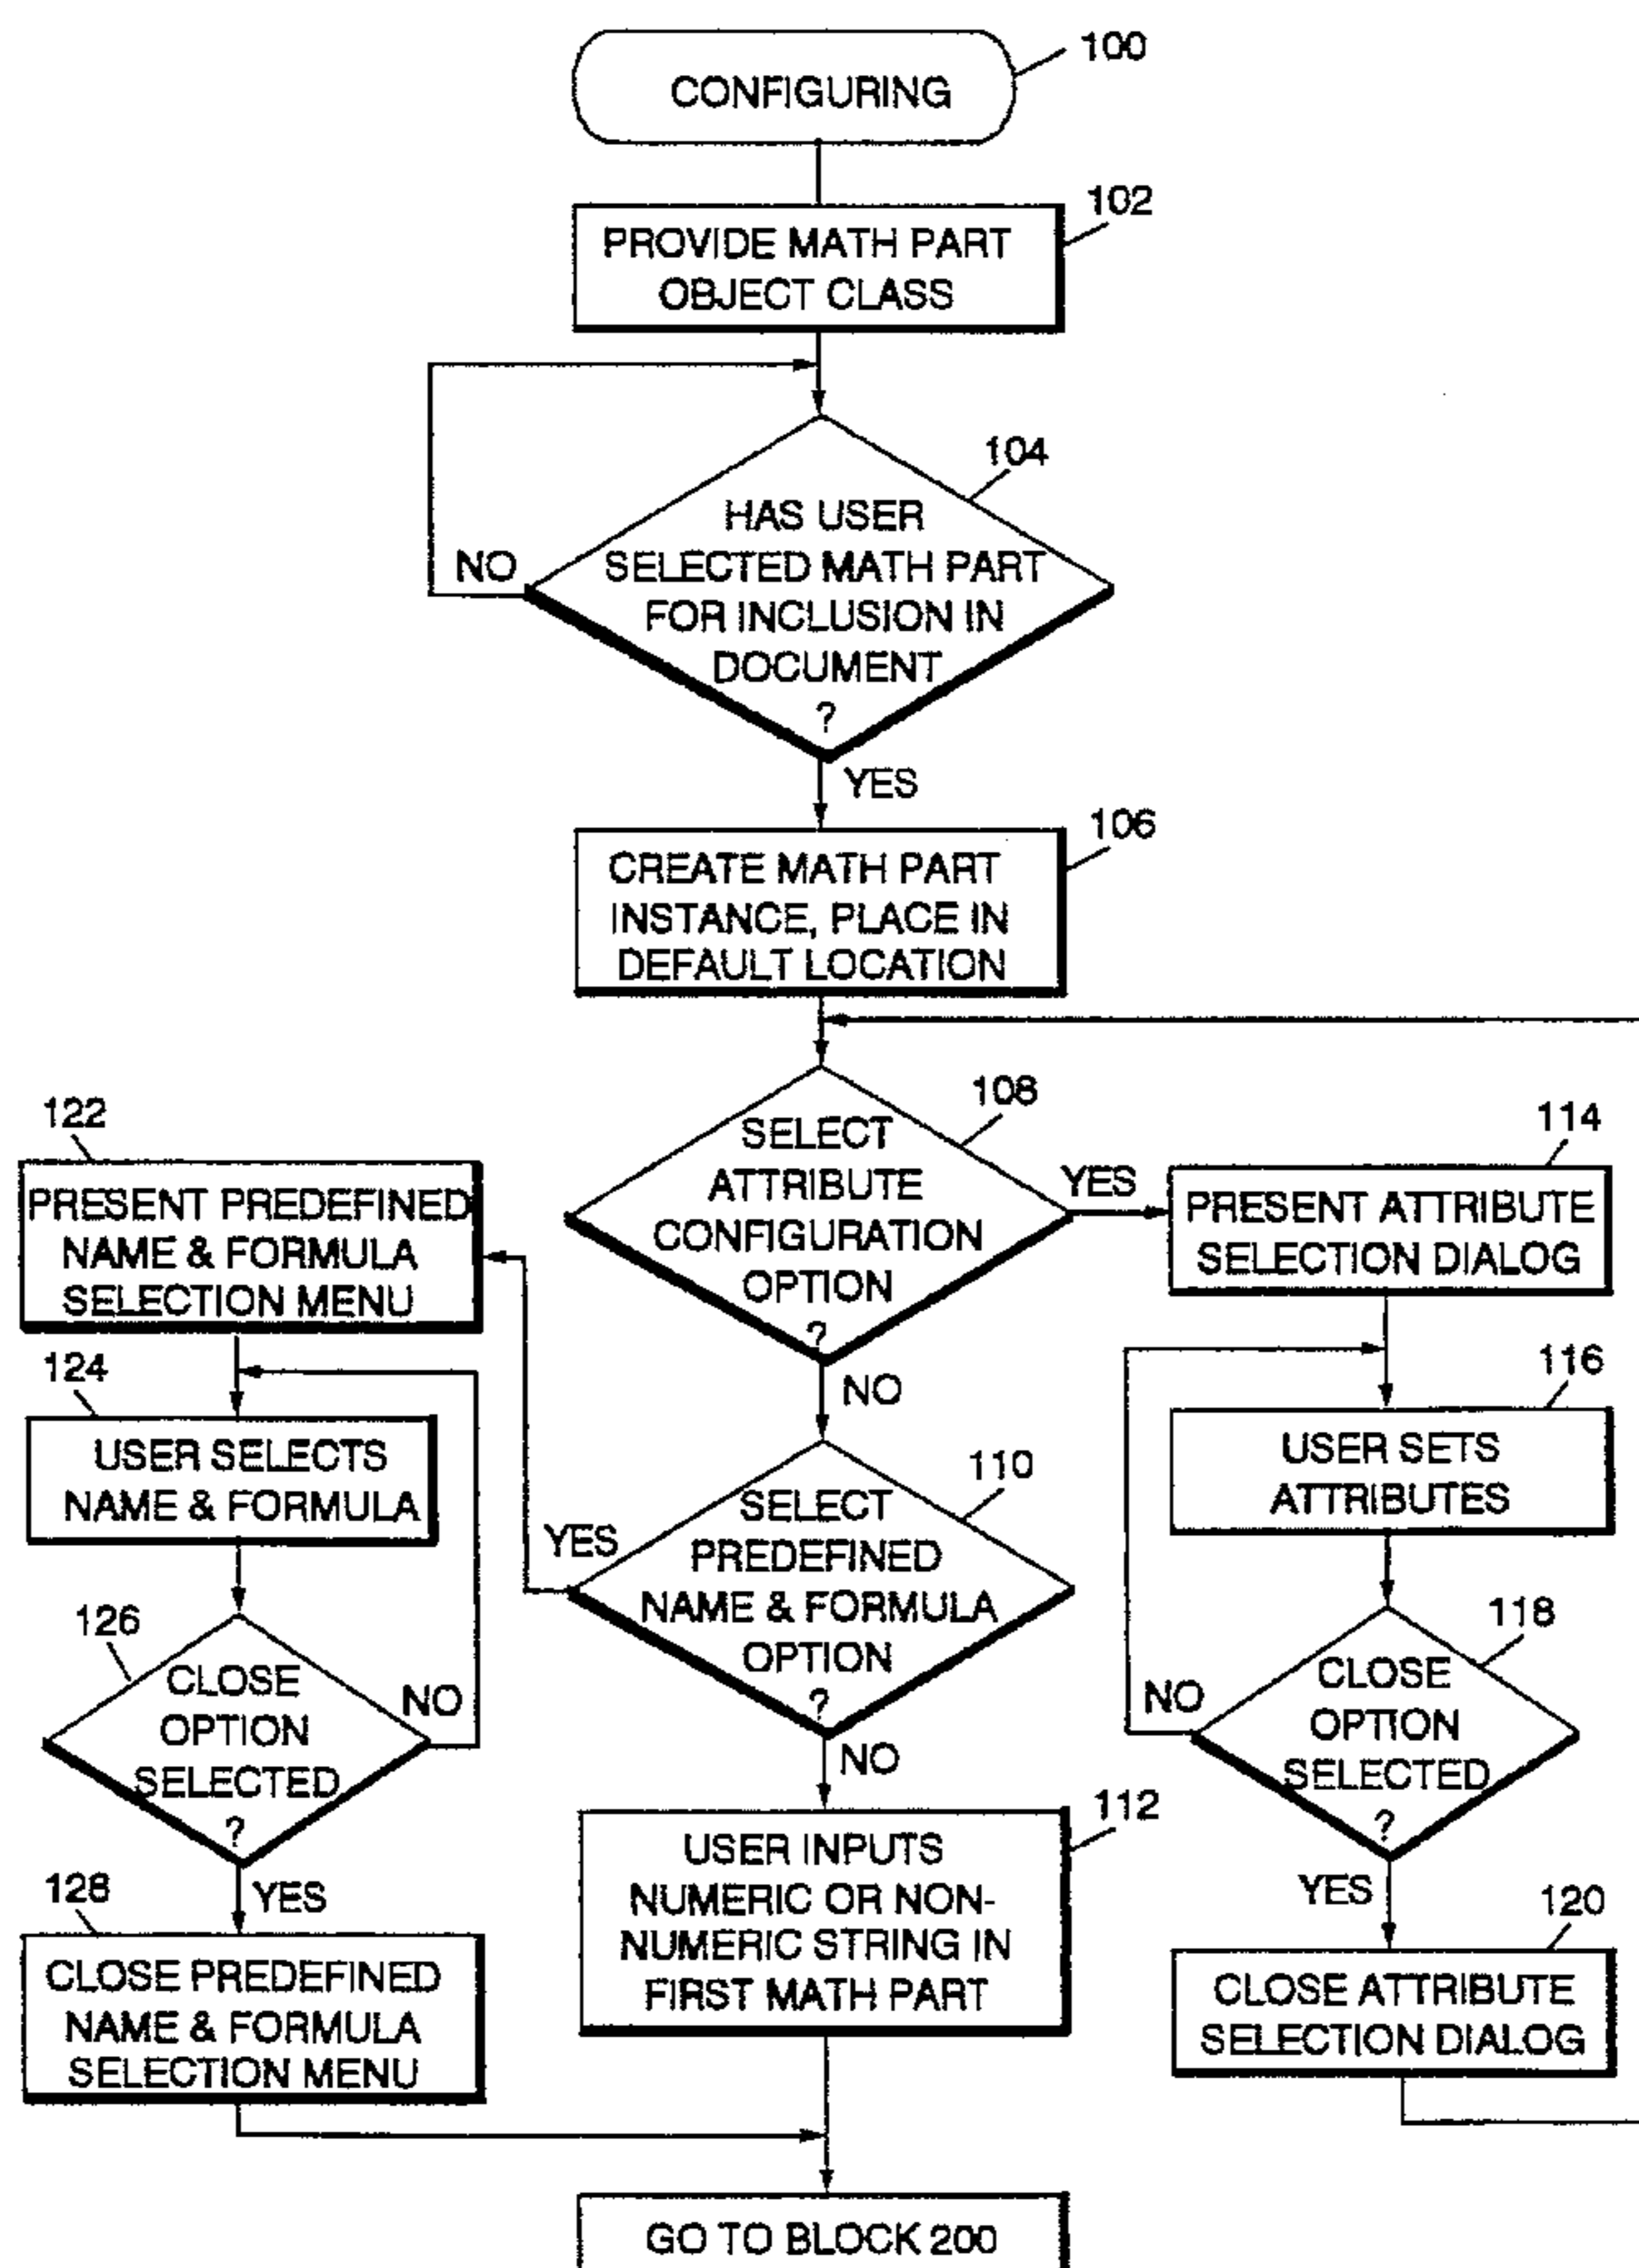 100
CONFIGURING
102
PROVIDE MATH PART
OBJECT CLASS
104
HAS USER
SELECTED MATH PART
FOR INCLUSION IN
DOCUMENT
?
NO
YES
106
CREATE MATH PART
INSTANCE, PLACE IN
DEFAULT LOCATION
108
SELECT
ATTRIBUTE
CONFIGURATION
OPTION
?
YES
NO
114
PRESENT ATTRIBUTE
SELECTION DIALOG
116
USER SETS
ATTRIBUTES
118
CLOSE
OPTION
SELECTED
?
NO
YES
120
CLOSE ATTRIBUTE
SELECTION DIALOG
110
SELECT
PREDEFINED
NAME & FORMULA
OPTION
?
YES
NO
122
PRESENT PREDEFINED
NAME & FORMULA
SELECTION MENU
124
USER SELECTS
NAME & FORMULA
126
CLOSE
OPTION
SELECTED
?
NO
YES
128
CLOSE PREDEFINED
NAME & FORMULA
SELECTION MENU
112
USER INPUTS
NUMERIC OR NON-
NUMERIC STRING IN
FIRST MATH PART
GO TO BLOCK 200